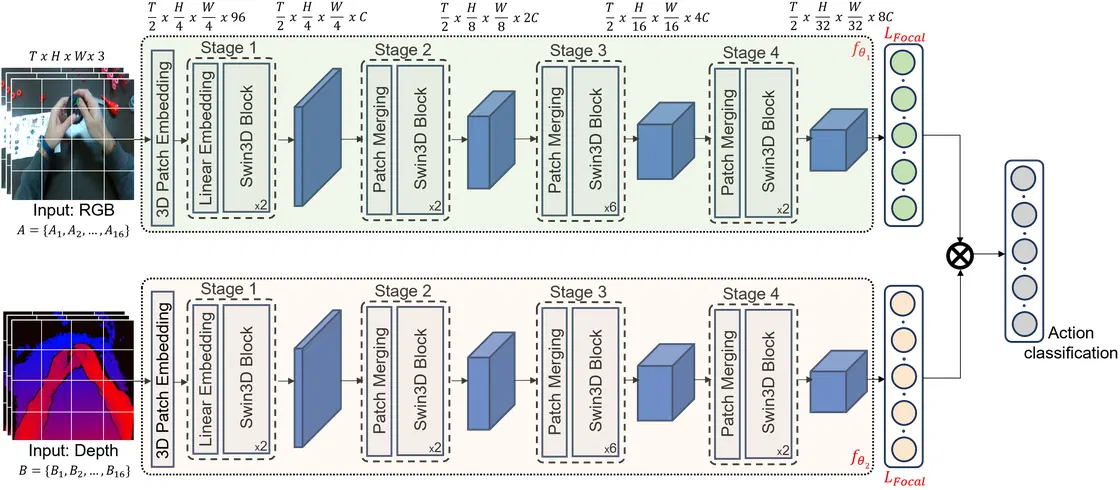 T/2 x H/4 x W/4 x 96
T/2 x H/4 x W/4 x C
T/2 x H/8 x W/8 x 2C
T/2 x H/16 x W/16 x 4C
T/2 x H/32 x W/32 x 8C
T x H x W x 3
Stage 1
Stage 2
Stage 3
Stage 4
f_θ₁
L_Focal
3D Patch Embedding
Linear Embedding
Swin3D Block
x2
Patch Merging
Swin3D Block
x2
Patch Merging
Swin3D Block
x6
Patch Merging
Swin3D Block
x2
Input: RGB
A = {A₁, A₂, ..., A₁₆}
Stage 1
Stage 2
Stage 3
Stage 4
3D Patch Embedding
Linear Embedding
Swin3D Block
x2
Patch Merging
Swin3D Block
x2
Patch Merging
Swin3D Block
x6
Patch Merging
Swin3D Block
x2
Input: Depth
B = {B₁, B₂, ..., B₁₆}
f_θ₂
L_Focal
Action
classification